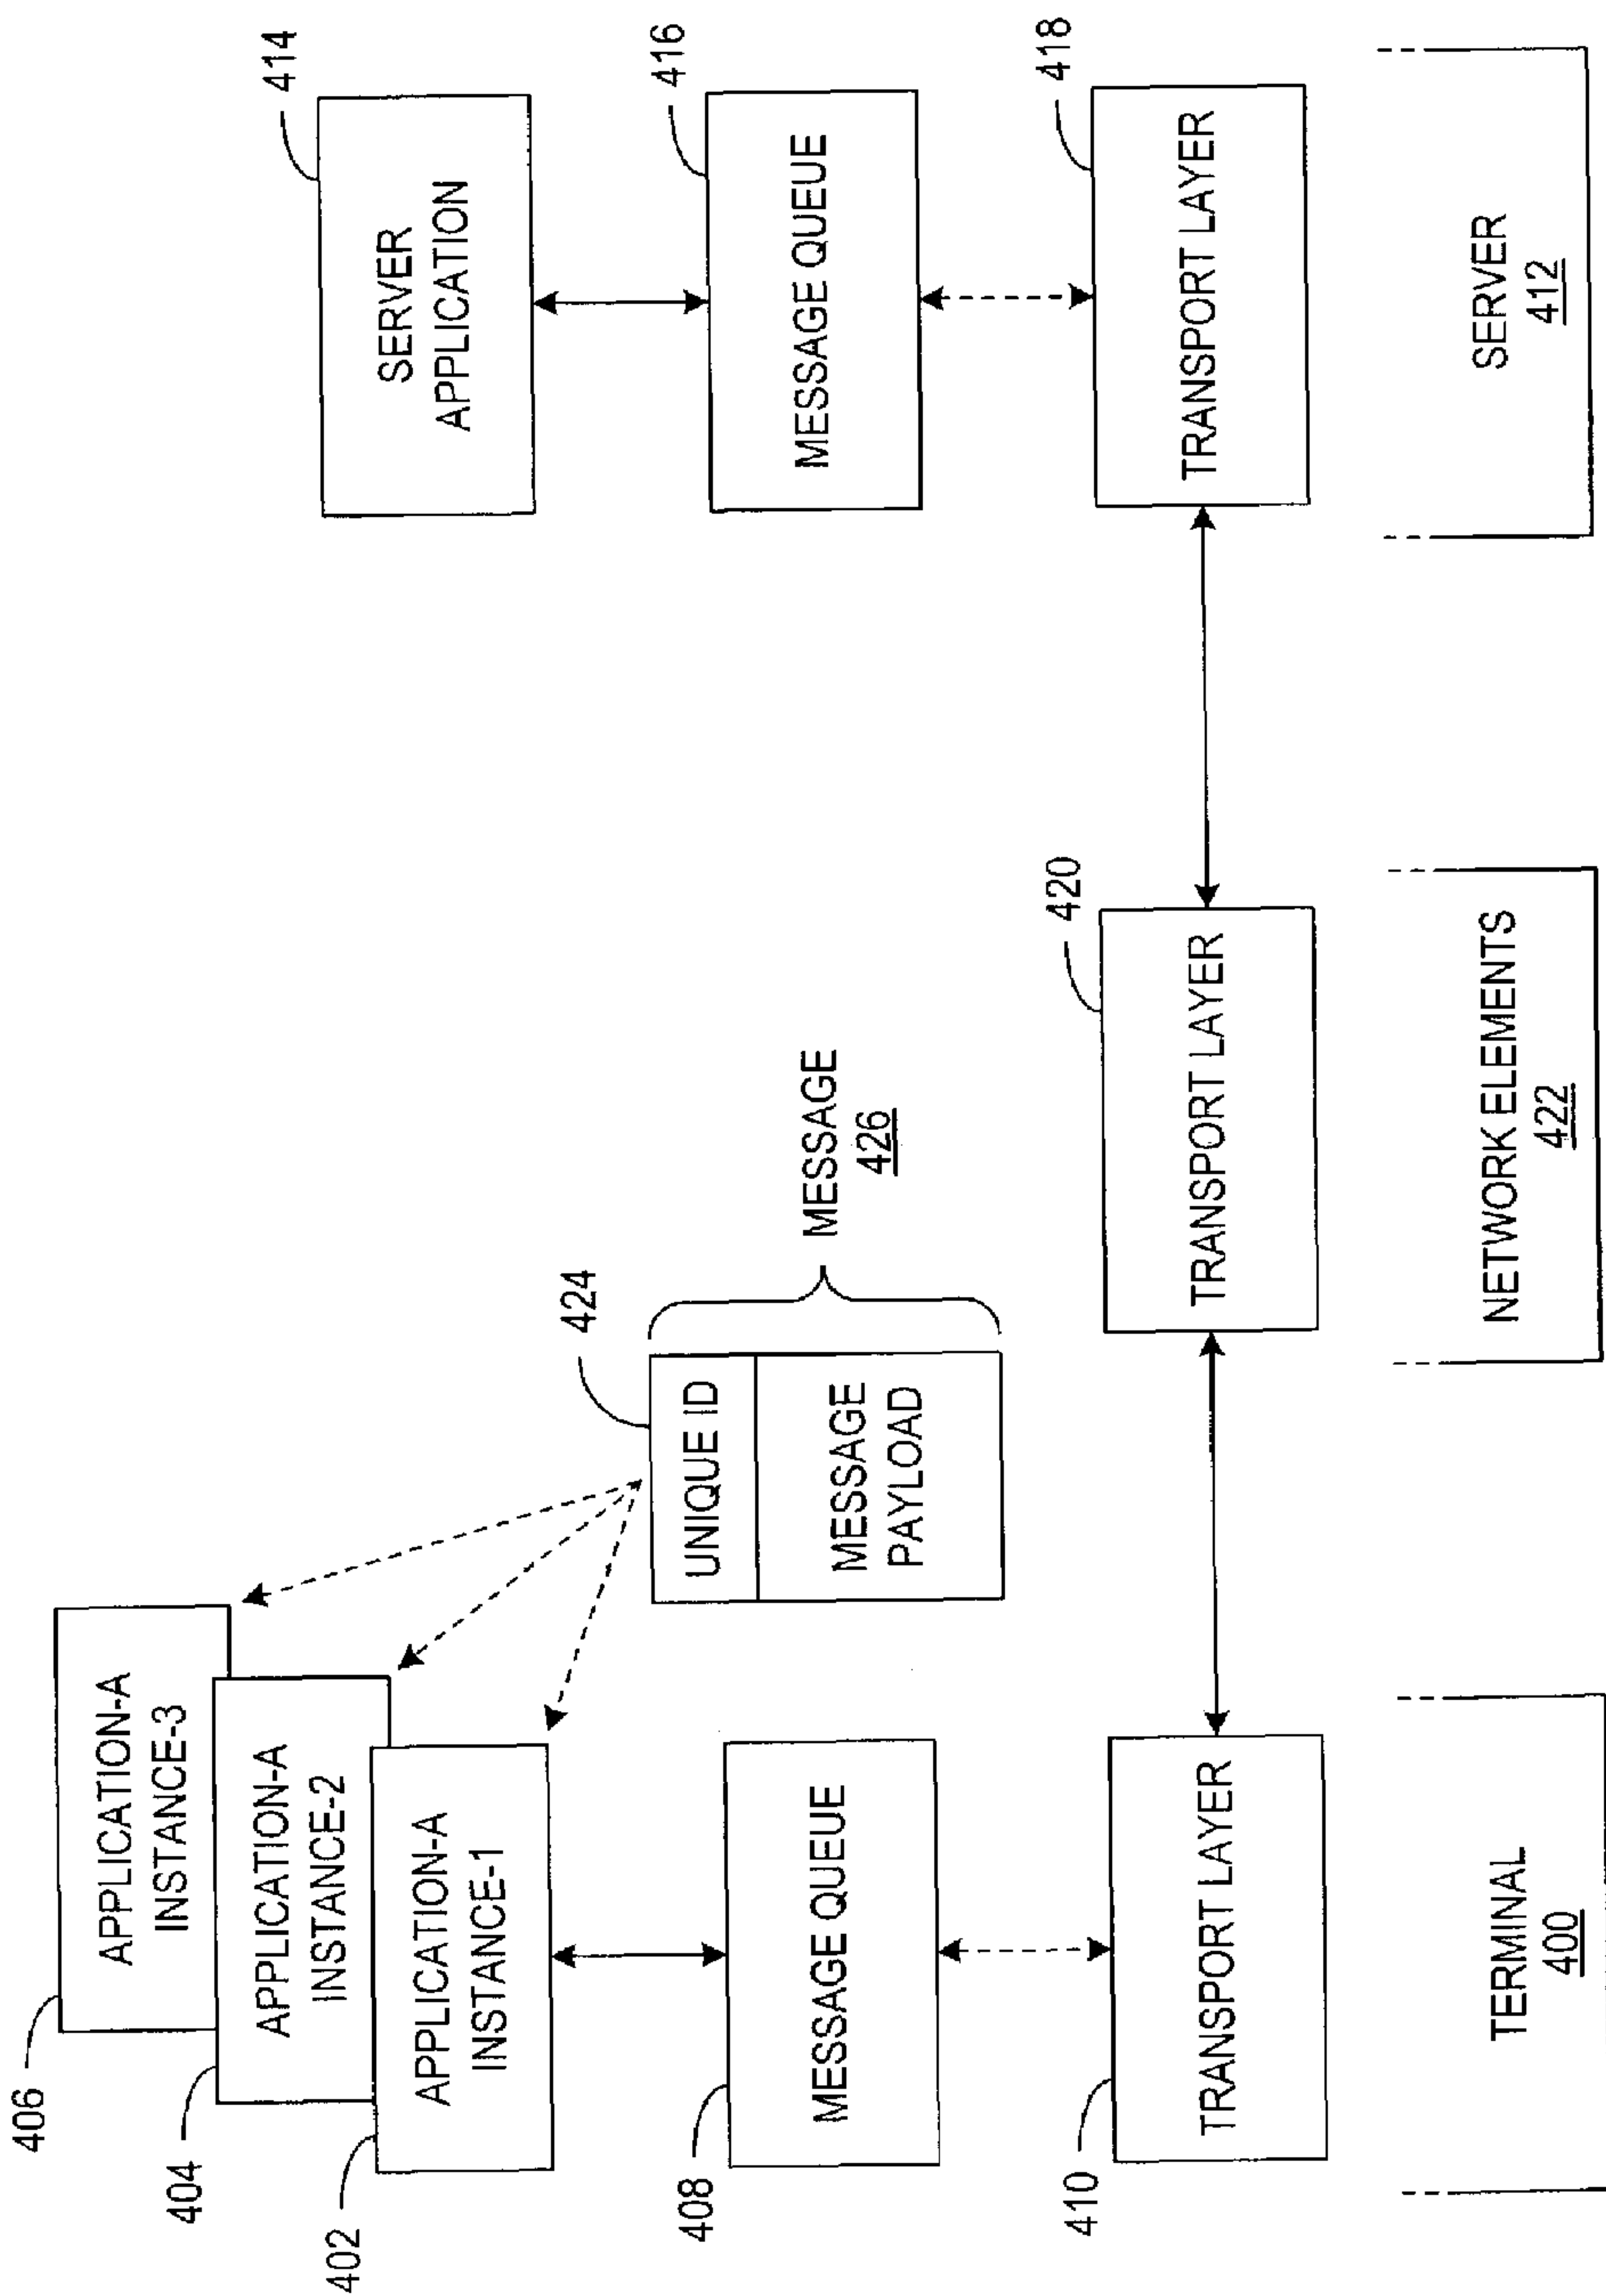 406
APPLICATION-A
INSTANCE-3
404
APPLICATION-A
INSTANCE-2
402
APPLICATION-A
INSTANCE-1
408
MESSAGE QUEUE
410
TRANSPORT LAYER
TERMINAL
400
424
UNIQUE ID
MESSAGE
PAYLOAD
MESSAGE
426
420
TRANSPORT LAYER
NETWORK ELEMENTS
422
414
SERVER
APPLICATION
416
MESSAGE QUEUE
418
TRANSPORT LAYER
SERVER
412